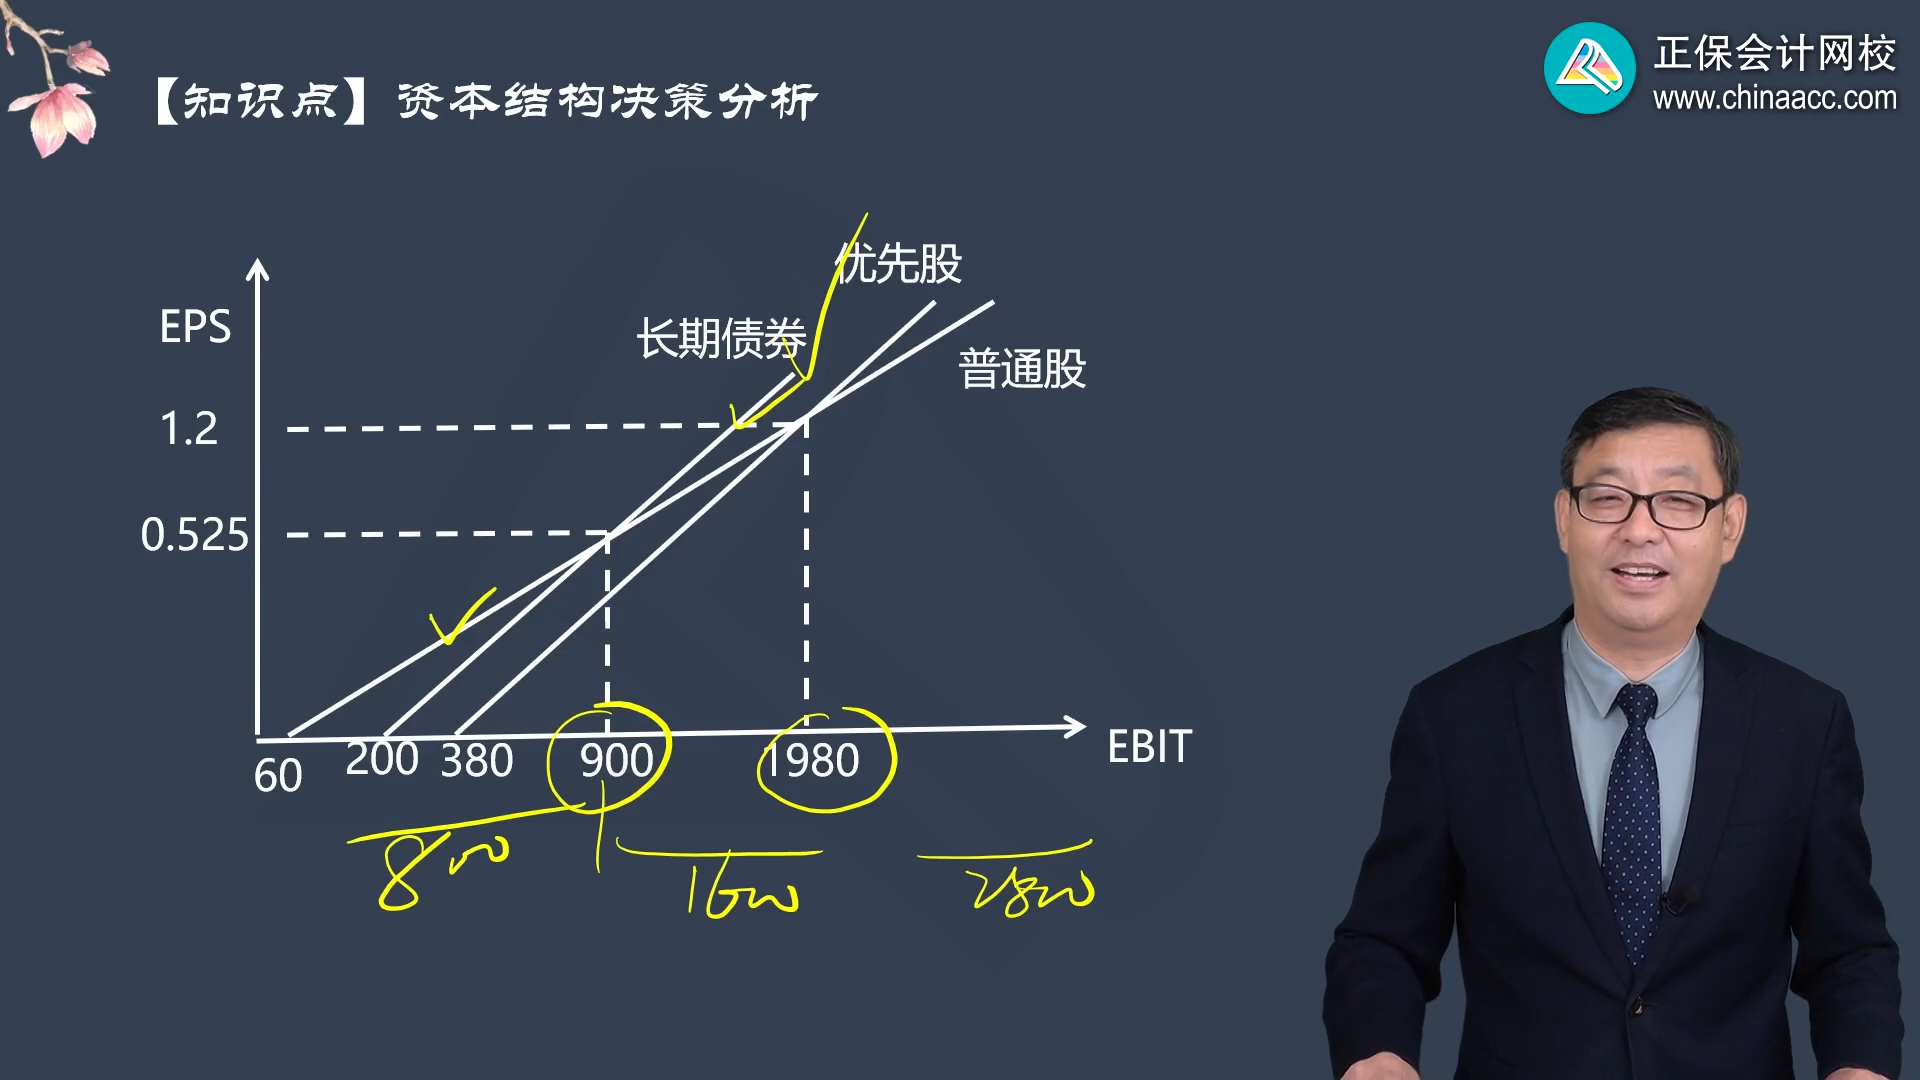 【知识点】资本结构决策分析
正保会计网校
www.chinaacc.com
优先股
长期债券
普通股
EPS
1.2
0.525
60
200
380
900
1980
EBIT
800
1600
2800